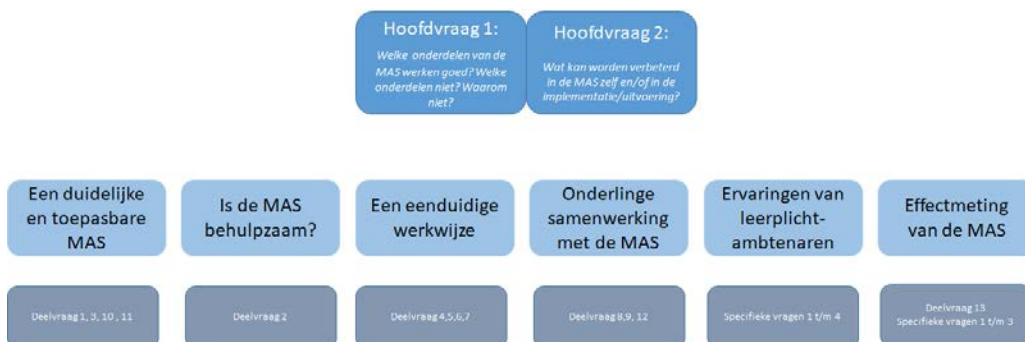 Hoofdvraag 1:
Welke onderdelen van de
MAS werken goed? Welke
onderdelen niet? Waarom
niet?
Hoofdvraag 2:
Wat kan worden verbeterd
in de MAS zelf en/of in de
implementatie/uitvoering?
Een duidelijke
en toepasbare
MAS
Is de MAS
behulpzaam?
Een eenduidige
werkwijze
Onderlinge
samenwerking
met de MAS
Ervaringen van
leerplicht-
ambtenaren
Effectmeting
van de MAS
Deelvraag 1, 3, 10 , 11
Deelvraag 2
Deelvraag 4,5,6,7
Deelvraag 8,9, 12
Specifieke vragen 1 t/m 4
Deelvraag 13
Specifieke vragen 1 t/m 3